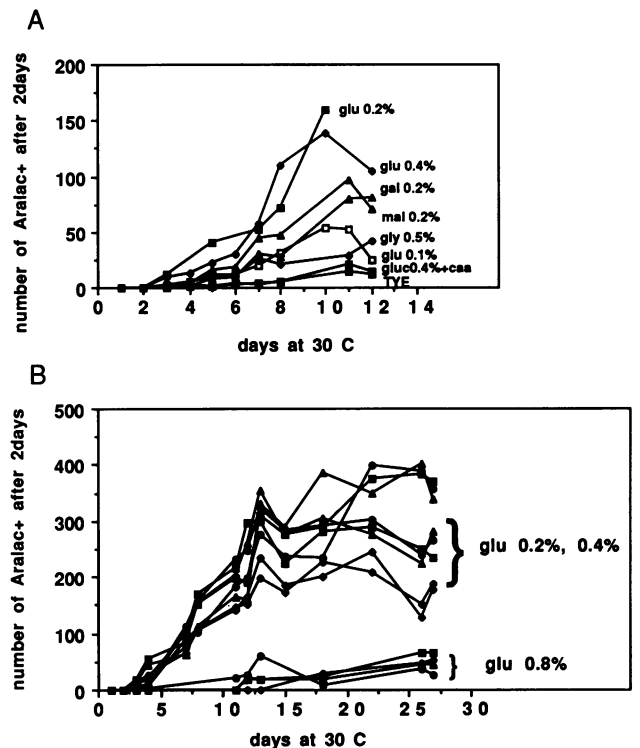 A
number of Aralac+ after 2days
200
150
100
50
0
0 2 4 6 8 10 12 14
days at 30 C
glu 0.2%
glu 0.4%
gal 0.2%
mal 0.2%
gly 0.5%
glu 0.1%
gluc0.4%+caa
TYE
B
number of Aralac+ after 2days
500
400
300
200
100
0
0 5 10 15 20 25 30
days at 30 C
glu 0.2%, 0.4%
glu 0.8%